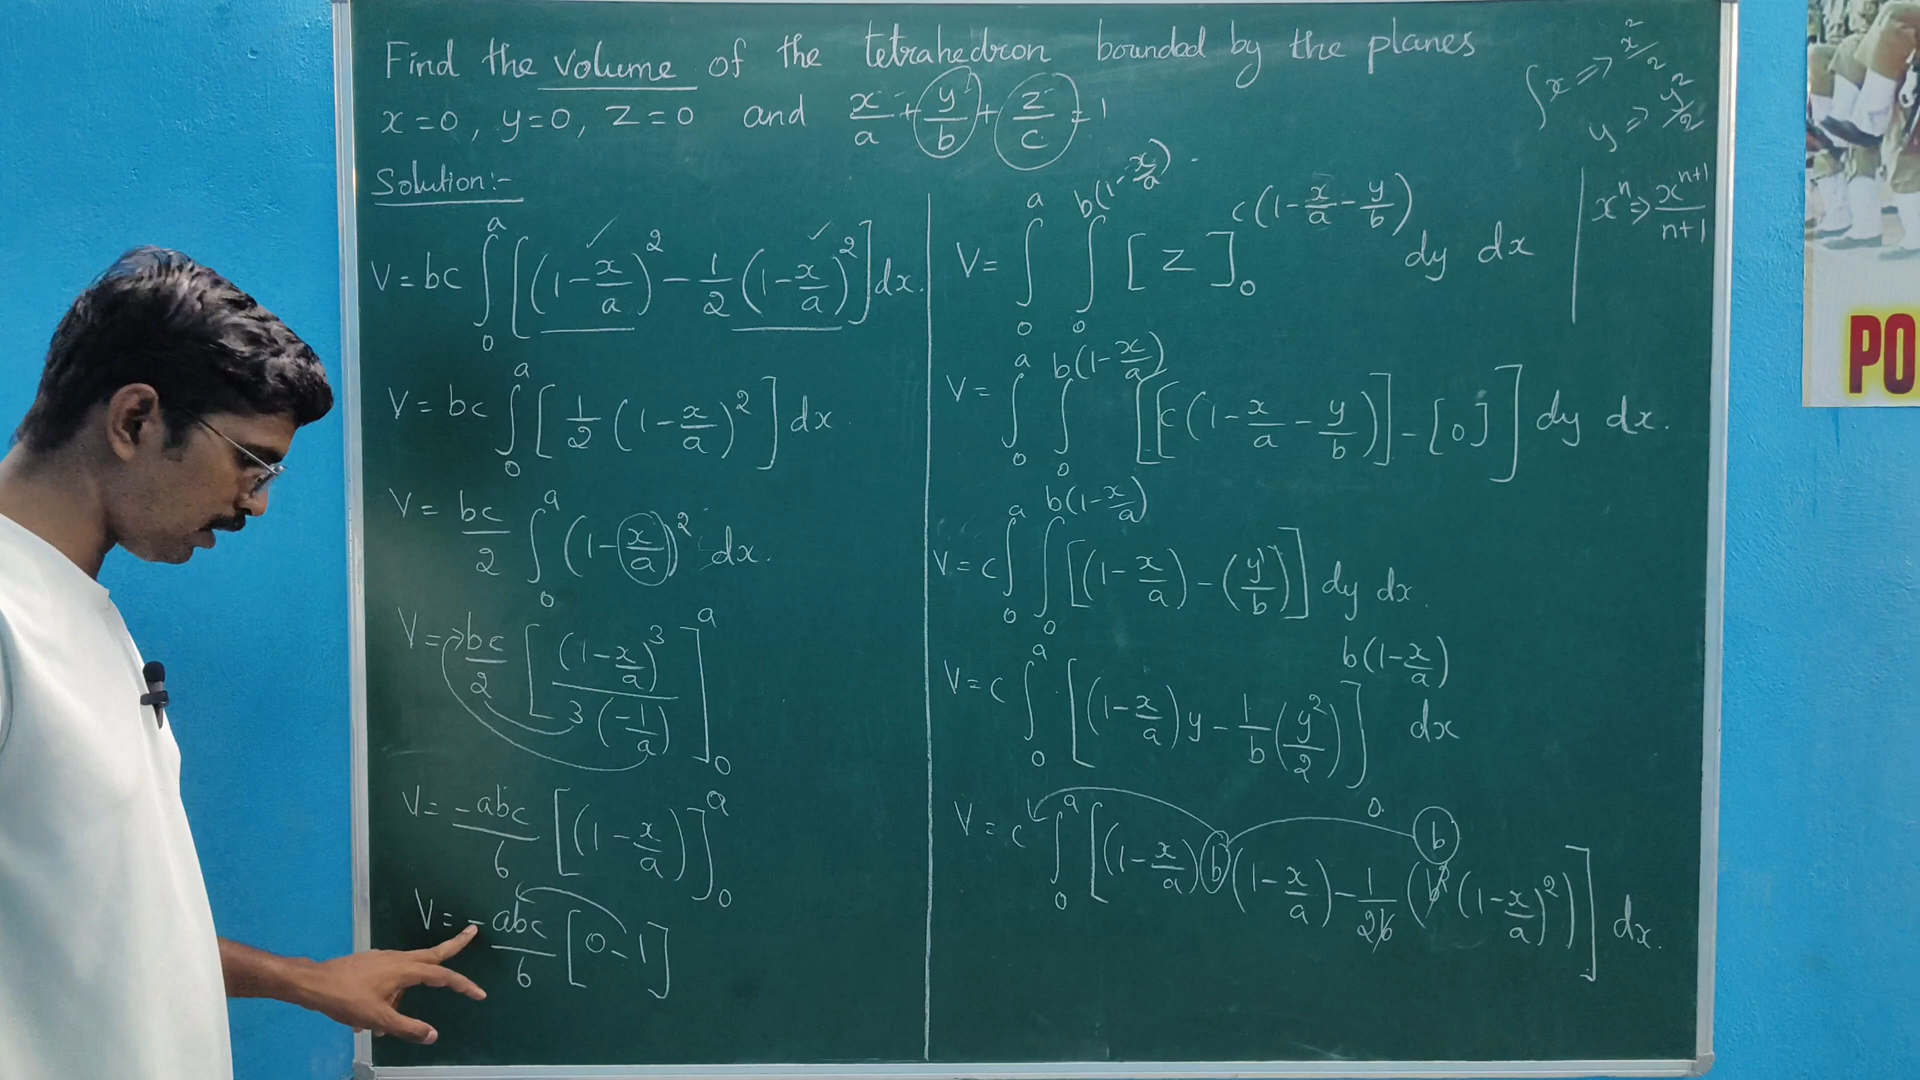 Find the volume of the tetrahedron bounded by the planes
x=0, y=0, z=0 and x/a + y/b + z/c = 1
Solution:-
V = bc ∫₀ᵃ [(1 - x/a)² - 1/2 (1 - x/a)²] dx.
V = bc ∫₀ᵃ [1/2 (1 - x/a)²] dx.
V = bc/2 ∫₀ᵃ (1 - x/a)² dx.
V = bc/2 [(1 - x/a)³ / 3(-1/a)]₀ᵃ
V = -abc/6 [(1 - x/a)]₀ᵃ
V = -abc/6 [0 - 1]
V = ∫₀ᵃ ∫₀^{b(1 - x/a)} [z]₀^{c(1 - x/a - y/b)} dy dx
V = ∫₀ᵃ ∫₀^{b(1 - x/a)} [[c(1 - x/a - y/b)] - [0]] dy dx.
V = c ∫₀ᵃ ∫₀^{b(1 - x/a)} [(1 - x/a) - (y/b)] dy dx.
V = c ∫₀ᵃ [(1 - x/a) y - 1/b (y²/2)]₀^{b(1 - x/a)} dx
V = c ∫₀ᵃ [(1 - x/a) b (1 - x/a) - 1/2b (b² (1 - x/a)²)] dx.
b
∫x => x²/2
y => y²/2
xⁿ => xⁿ⁺¹/n+1
PO